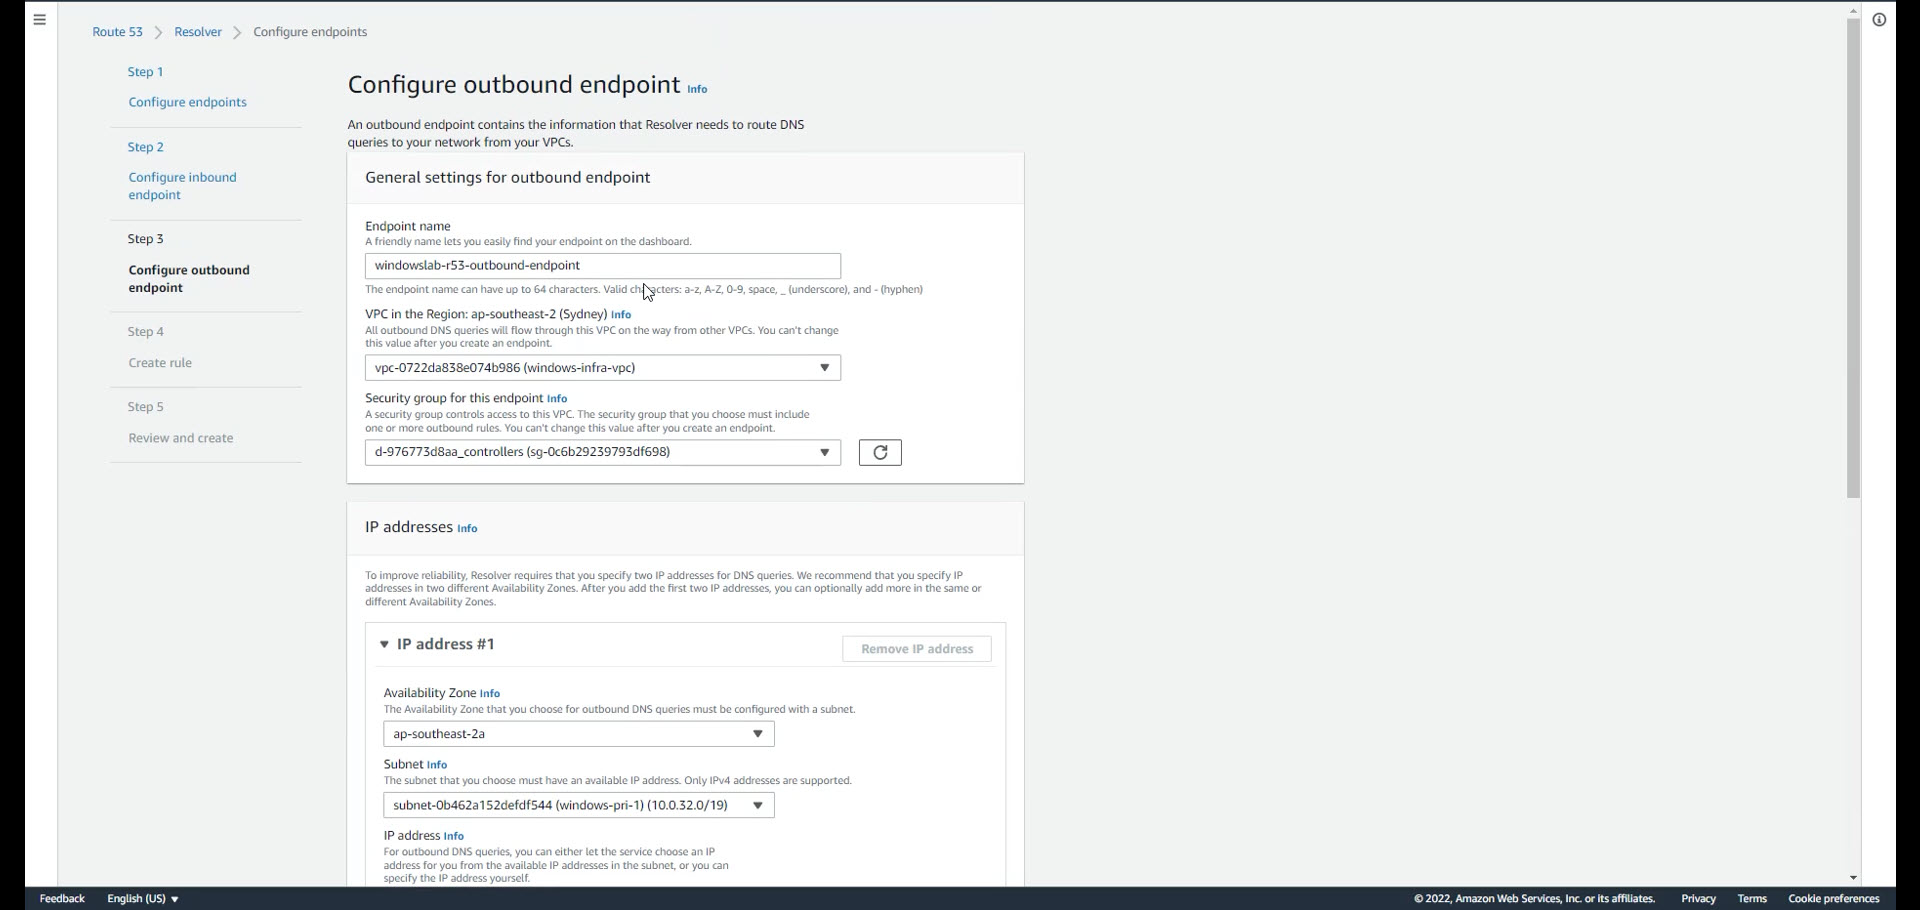 Route 53 > Resolver > Configure endpoints
Step 1
Configure endpoints
Step 2
Configure inbound
endpoint
Step 3
Configure outbound
endpoint
Step 4
Create rule
Step 5
Review and create
Configure outbound endpoint Info
An outbound endpoint contains the information that Resolver needs to route DNS
queries to your network from your VPCs.
General settings for outbound endpoint
Endpoint name
A friendly name lets you easily find your endpoint on the dashboard.
windowslab-r53-outbound-endpoint
The endpoint name can have up to 64 characters. Valid characters: a-z, A-Z, 0-9, space, _ (underscore), and - (hyphen)
VPC in the Region: ap-southeast-2 (Sydney) Info
All outbound DNS queries will flow through this VPC on the way from other VPCs. You can't change
this value after you create an endpoint.
vpc-0722da838e074b986 (windows-infra-vpc)
Security group for this endpoint Info
A security group controls access to this VPC. The security group that you choose must include
one or more outbound rules. You can't change this value after you create an endpoint.
d-976773d8aa_controllers (sg-0c6b29239793df698)
IP addresses Info
To improve reliability, Resolver requires that you specify two IP addresses for DNS queries. We recommend that you specify IP
addresses in two different Availability Zones. After you add the first two IP addresses, you can optionally add more in the same or
different Availability Zones.
IP address #1
Remove IP address
Availability Zone Info
The Availability Zone that you choose for outbound DNS queries must be configured with a subnet.
ap-southeast-2a
Subnet Info
The subnet that you choose must have an available IP address. Only IPv4 addresses are supported.
subnet-0b462a152defdf544 (windows-pri-1) (10.0.32.0/19)
IP address Info
For outbound DNS queries, you can either let the service choose an IP
address for you from the available IP addresses in the subnet, or you can
specify the IP address yourself.
Feedback English (US) © 2022, Amazon Web Services, Inc. or its affiliates. Privacy Terms Cookie preferences